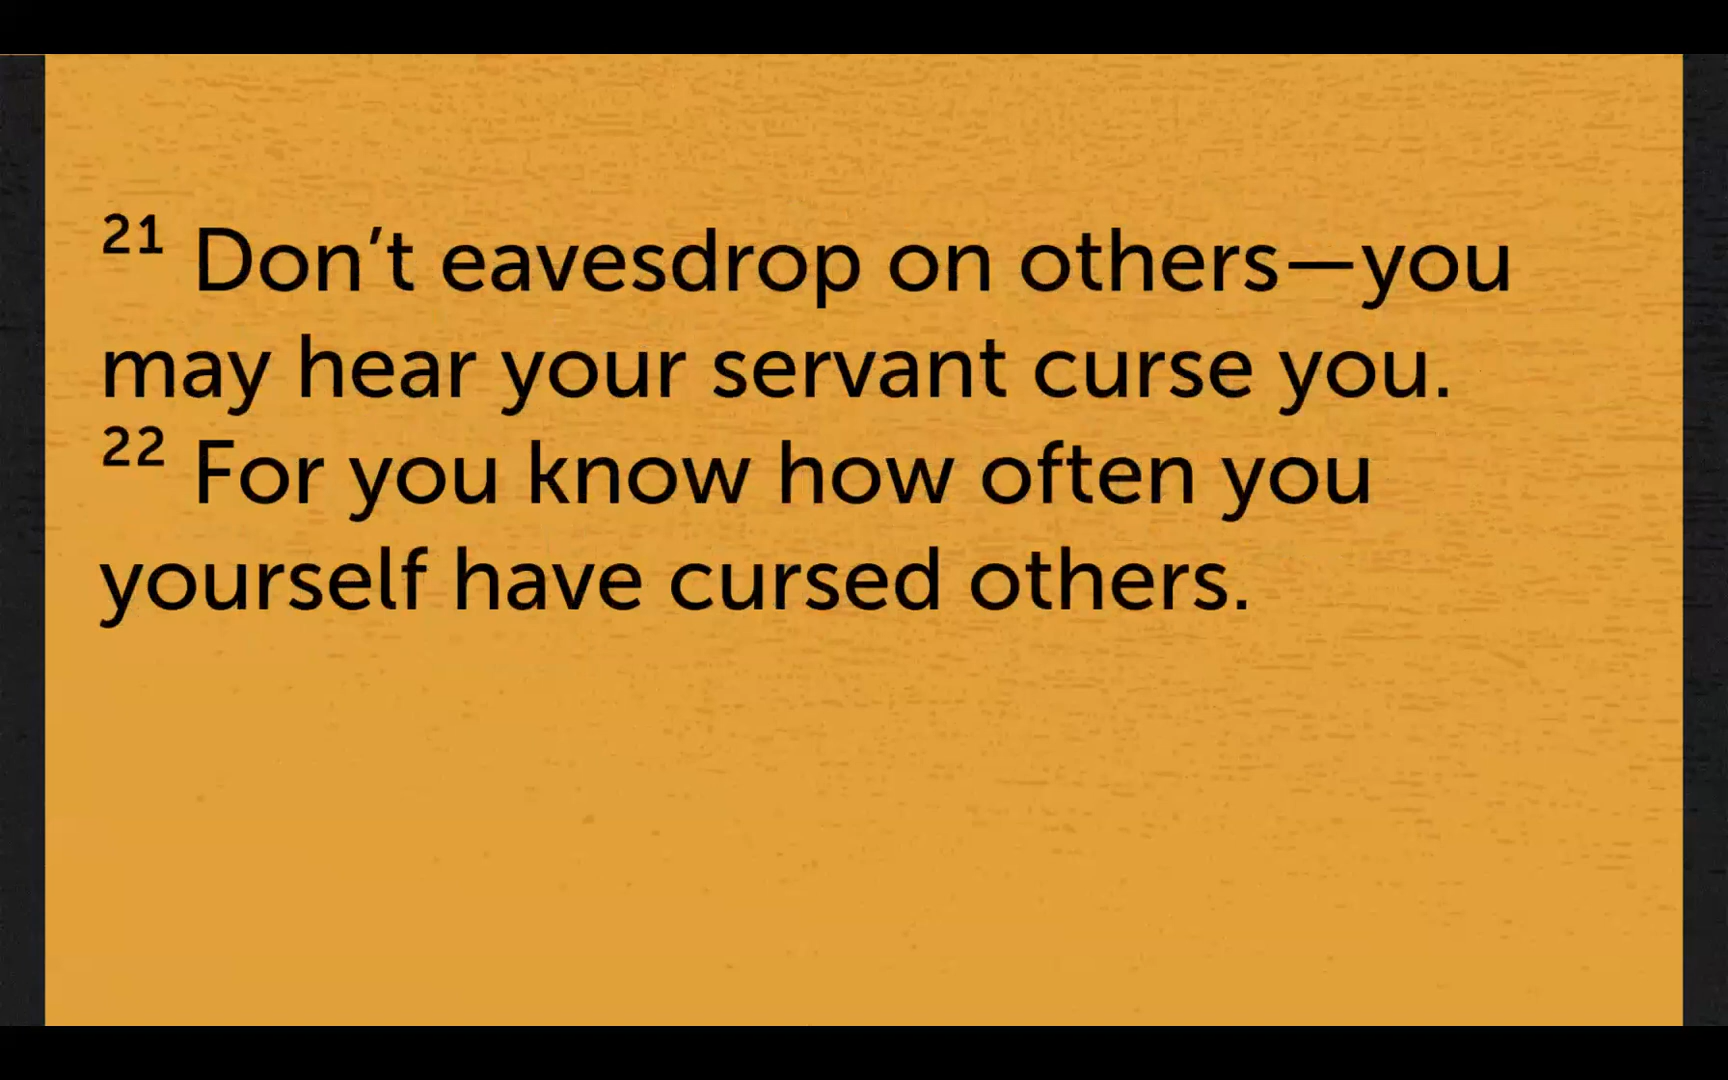 21 Don’t eavesdrop on others—you
may hear your servant curse you.
22 For you know how often you
yourself have cursed others.